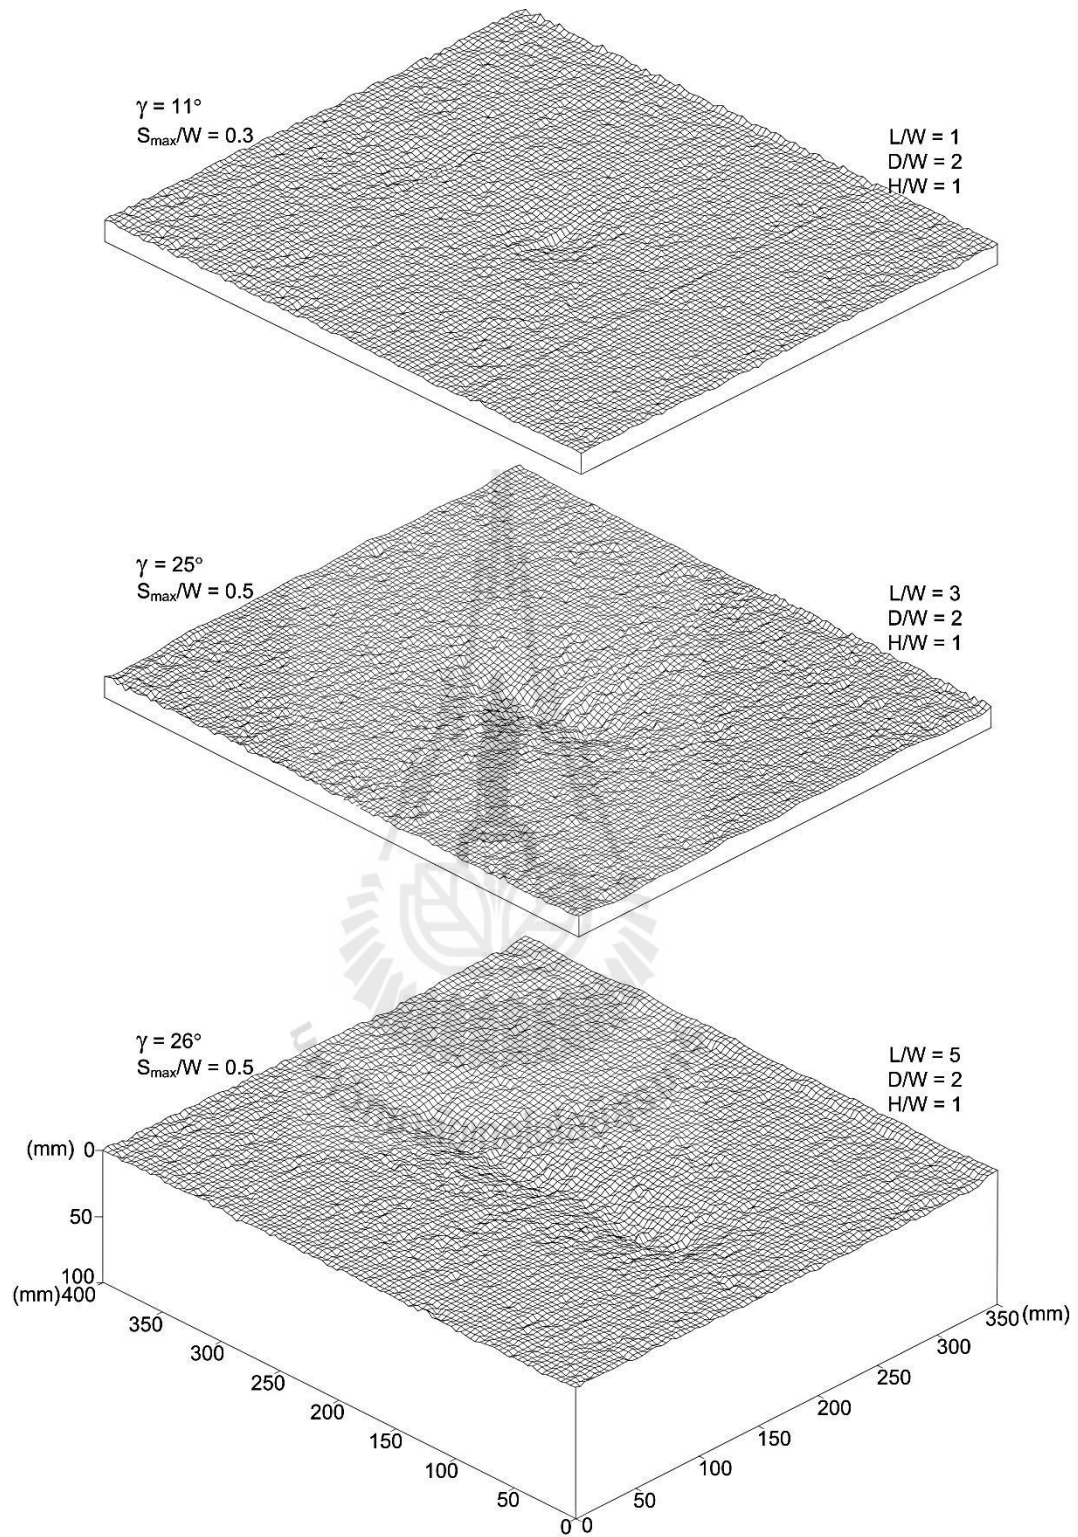 γ = 11°
Smax/W = 0.3
L/W = 1
D/W = 2
H/W = 1
γ = 25°
Smax/W = 0.5
L/W = 3
D/W = 2
H/W = 1
γ = 26°
Smax/W = 0.5
L/W = 5
D/W = 2
H/W = 1
(mm) 0
50
100
(mm) 400
350
300
250
200
150
100
50
0
0
50
100
150
200
250
300
350 (mm)